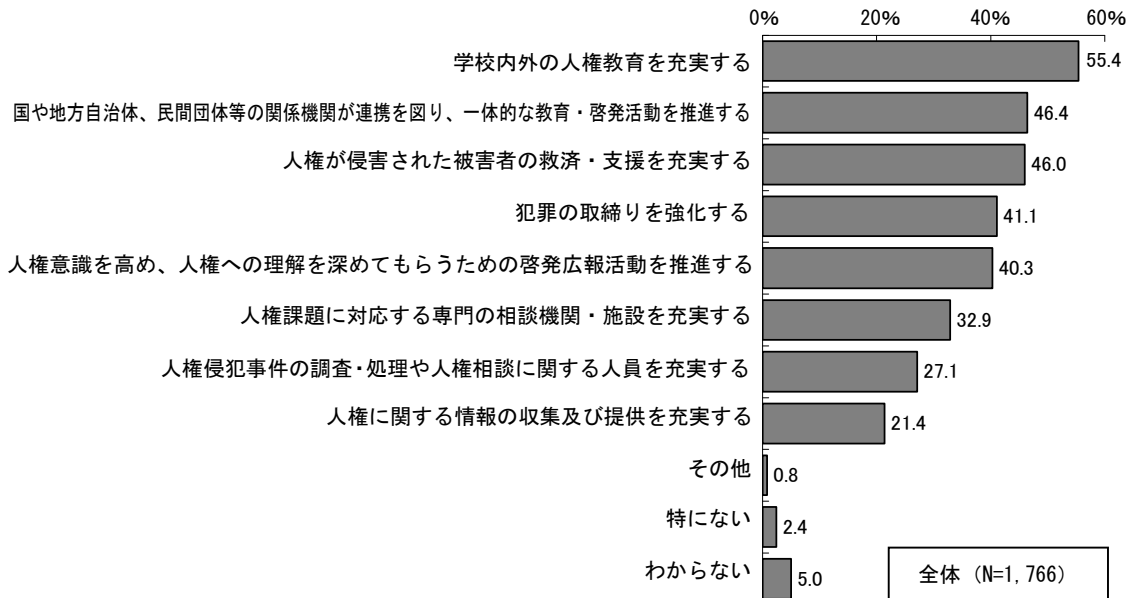 0% 20% 40% 60%
学校内外の人権教育を充実する 55.4
国や地方自治体、民間団体等の関係機関が連携を図り、一体的な教育・啓発活動を推進する 46.4
人権が侵害された被害者の救済・支援を充実する 46.0
犯罪の取締りを強化する 41.1
人権意識を高め、人権への理解を深めてもらうための啓発広報活動を推進する 40.3
人権課題に対応する専門の相談機関・施設を充実する 32.9
人権侵犯事件の調査・処理や人権相談に関する人員を充実する 27.1
人権に関する情報の収集及び提供を充実する 21.4
その他 0.8
特にない 2.4
わからない 5.0
全体（N=1,766）